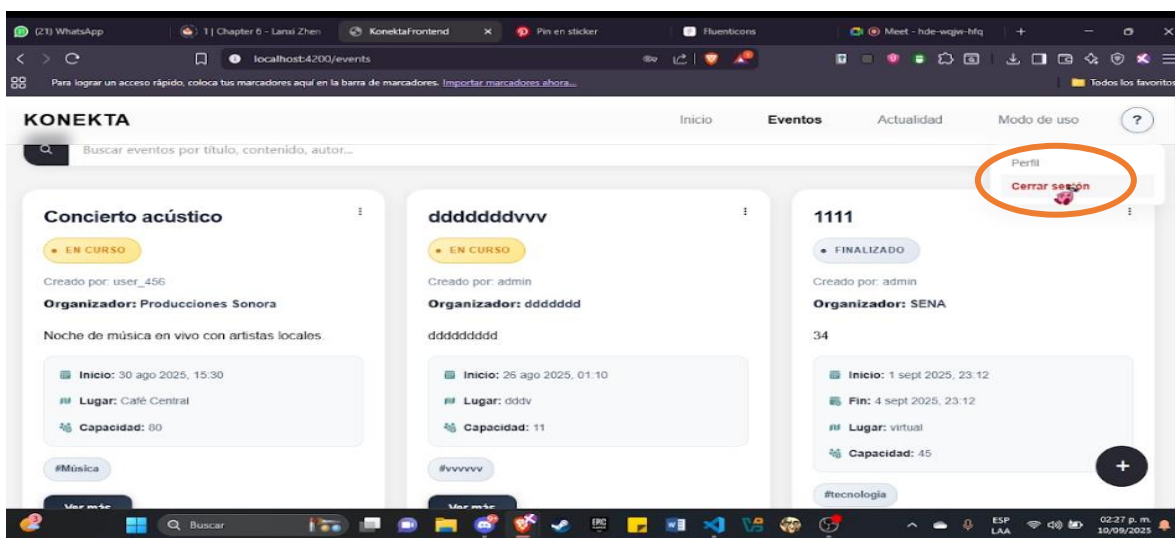 (21) WhatsApp
1 | Chapter 6 - Lanxi Zhen
KonektaFrontend
Pin en sticker
Fluenticons
Meet - hde-wqjw-hfq
localhost:4200/events
Para lograr un acceso rápido, coloca tus marcadores aquí en la barra de marcadores. Importar marcadores ahora...
Todos los favoritos
KONEKTA
Inicio
Eventos
Actualidad
Modo de uso
?
Buscar eventos por título, contenido, autor...
Perfil
Cerrar sesión
Concierto acústico
EN CURSO
Creado por: user_456
Organizador: Producciones Sonora
Noche de música en vivo con artistas locales.
Inicio: 30 ago 2025, 15:30
Lugar: Café Central
Capacidad: 80
#Música
Ver más
dddddddvvv
EN CURSO
Creado por: admin
Organizador: ddddddd
ddddddddd
Inicio: 26 ago 2025, 01:10
Lugar: dddv
Capacidad: 11
#vvvvvv
Ver más
1111
FINALIZADO
Creado por: admin
Organizador: SENA
34
Inicio: 1 sept 2025, 23:12
Fin: 4 sept 2025, 23:12
Lugar: virtual
Capacidad: 45
#tecnologia
+
Buscar
EPIC
ESP
LAA
02:27 p. m.
10/09/2025